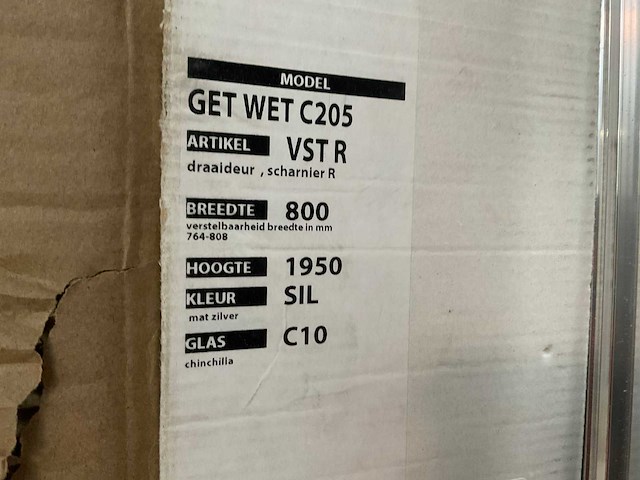 MODEL
GET WET C205
ARTIKEL VST R
draaideur , scharnier R
BREEDTE 800
verstelbaarheid breedte in mm
764-808
HOOGTE 1950
KLEUR SIL
mat zilver
GLAS C10
chinchilla